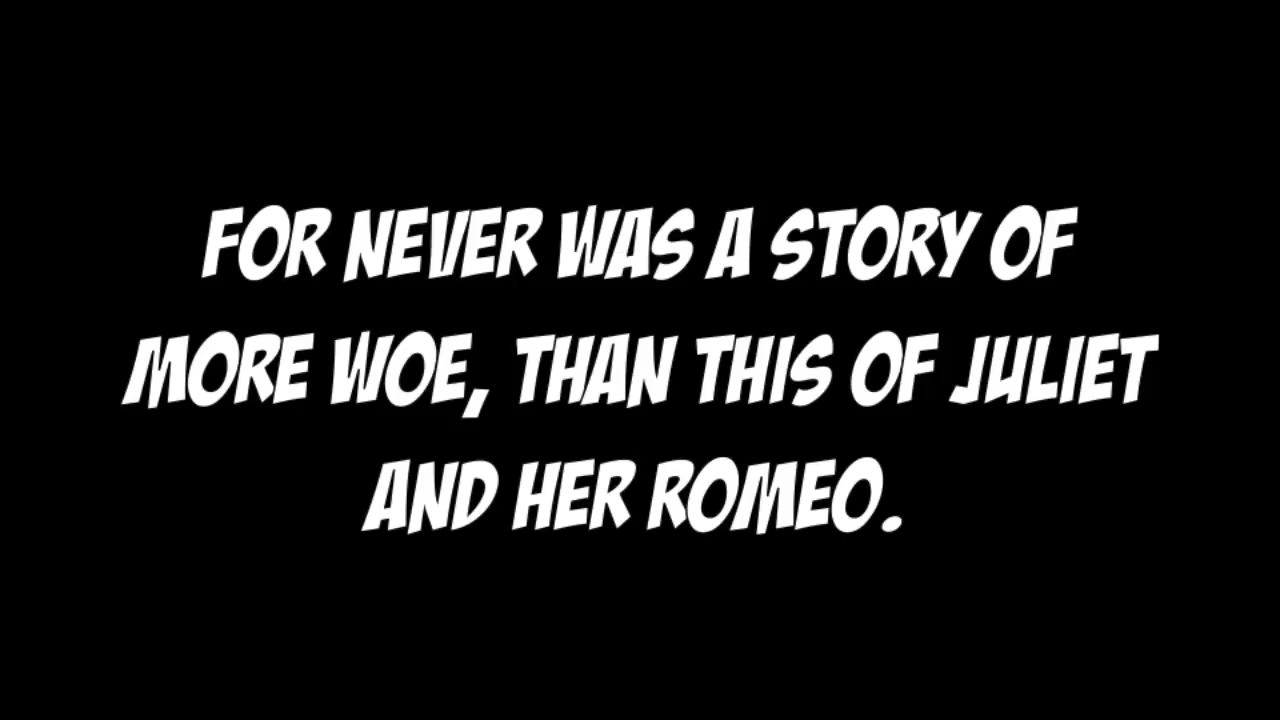 FOR NEVER WAS A STORY OF
MORE WOE, THAN THIS OF JULIET
AND HER ROMEO.